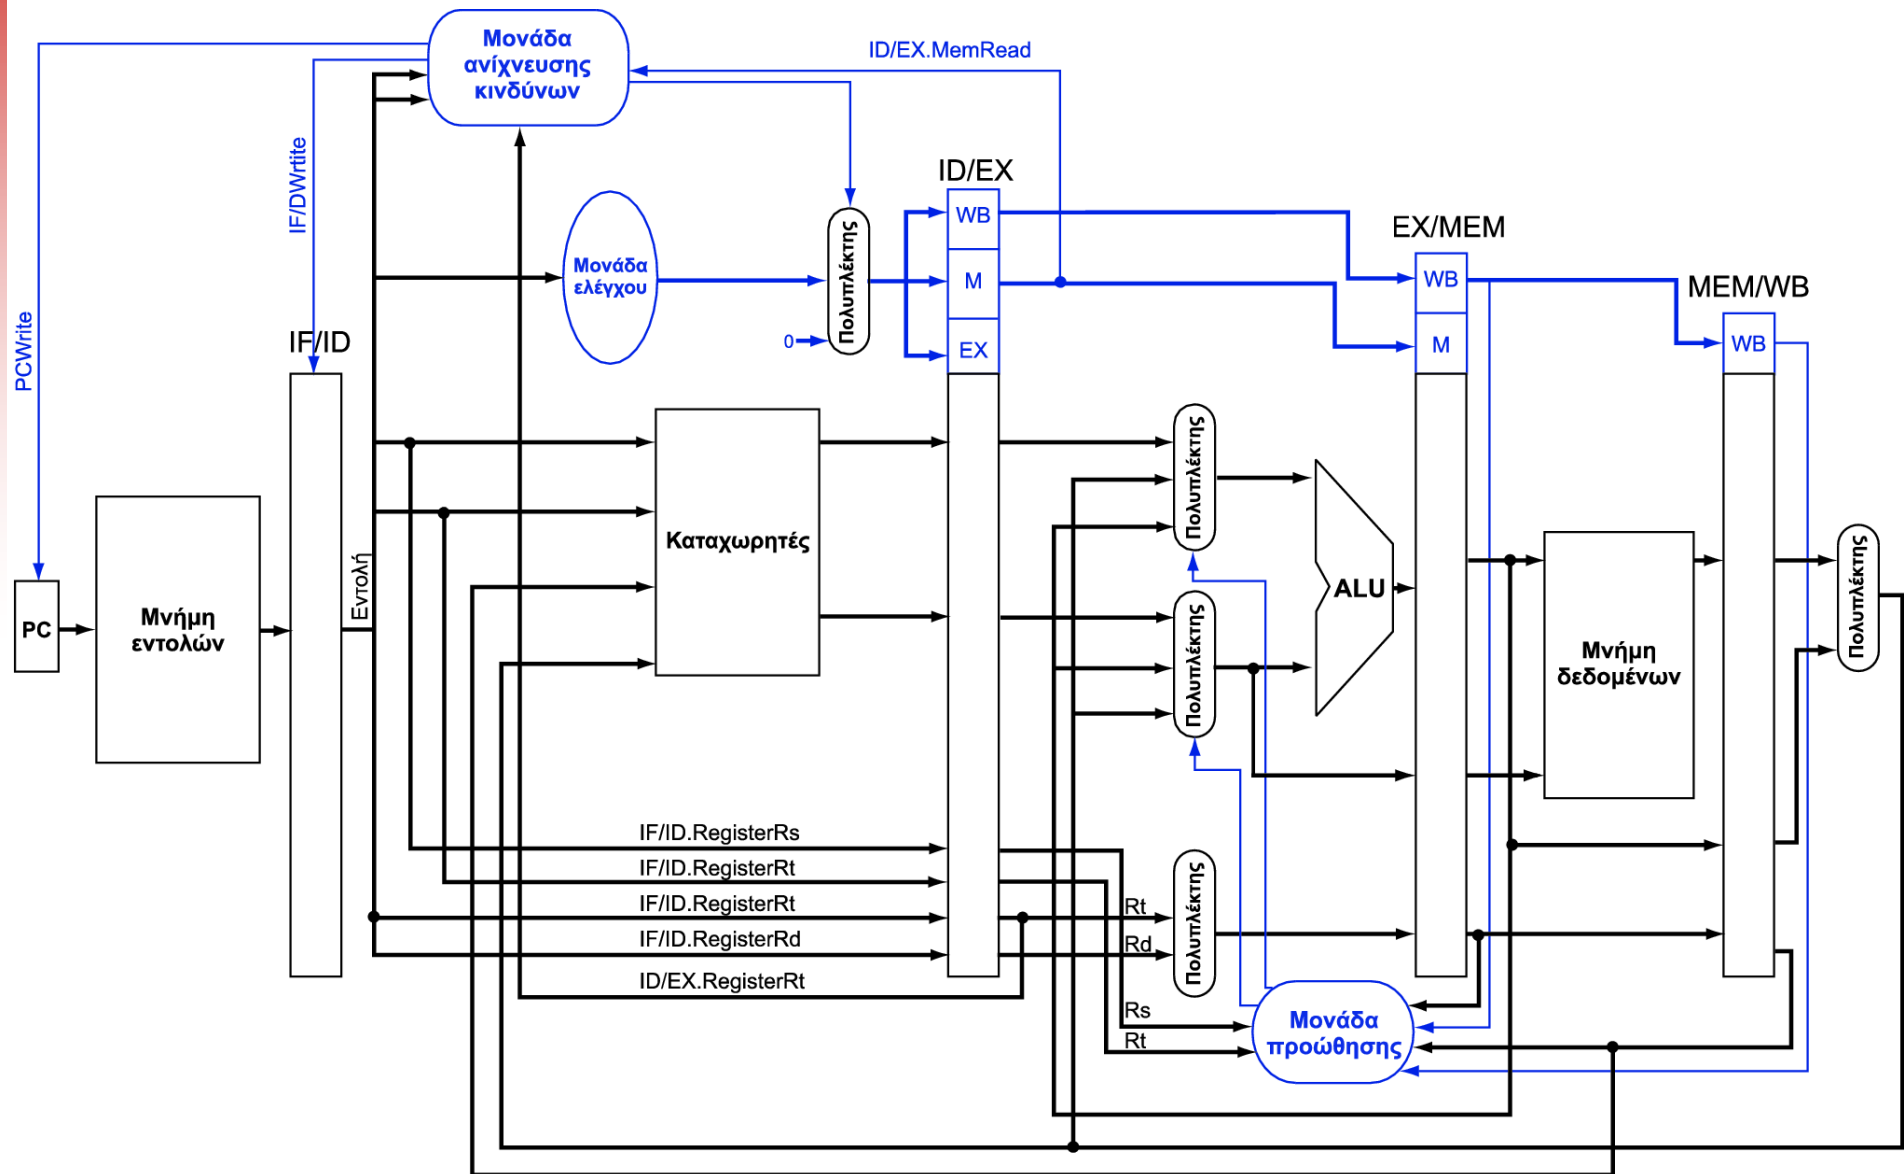 Μονάδα
ανίχνευσης
κινδύνων
ID/EX.MemRead
IF/DWrtite
PCWrite
ID/EX
WB
M
EX
Μονάδα
ελέγχου
Πολυπλέκτης
0
EX/MEM
WB
M
MEM/WB
WB
IF/ID
Εντολή
PC
Μνήμη
εντολών
Καταχωρητές
Πολυπλέκτης
Πολυπλέκτης
ALU
Μνήμη
δεδομένων
Πολυπλέκτης
IF/ID.RegisterRs
IF/ID.RegisterRt
IF/ID.RegisterRt
IF/ID.RegisterRd
ID/EX.RegisterRt
Rt
Rd
Πολυπλέκτης
Rs
Rt
Μονάδα
προώθησης